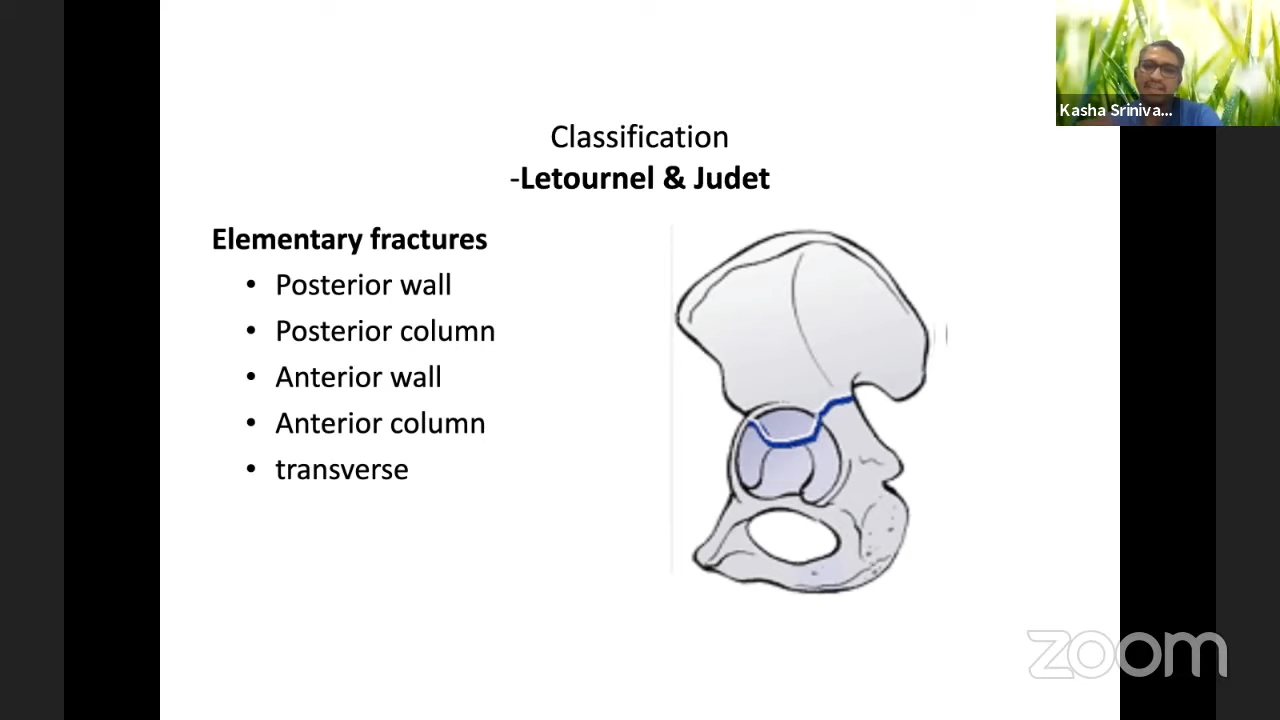 Kasha Sriniva...
Classification
-Letournel & Judet
Elementary fractures
• Posterior wall
• Posterior column
• Anterior wall
• Anterior column
• transverse
zoom